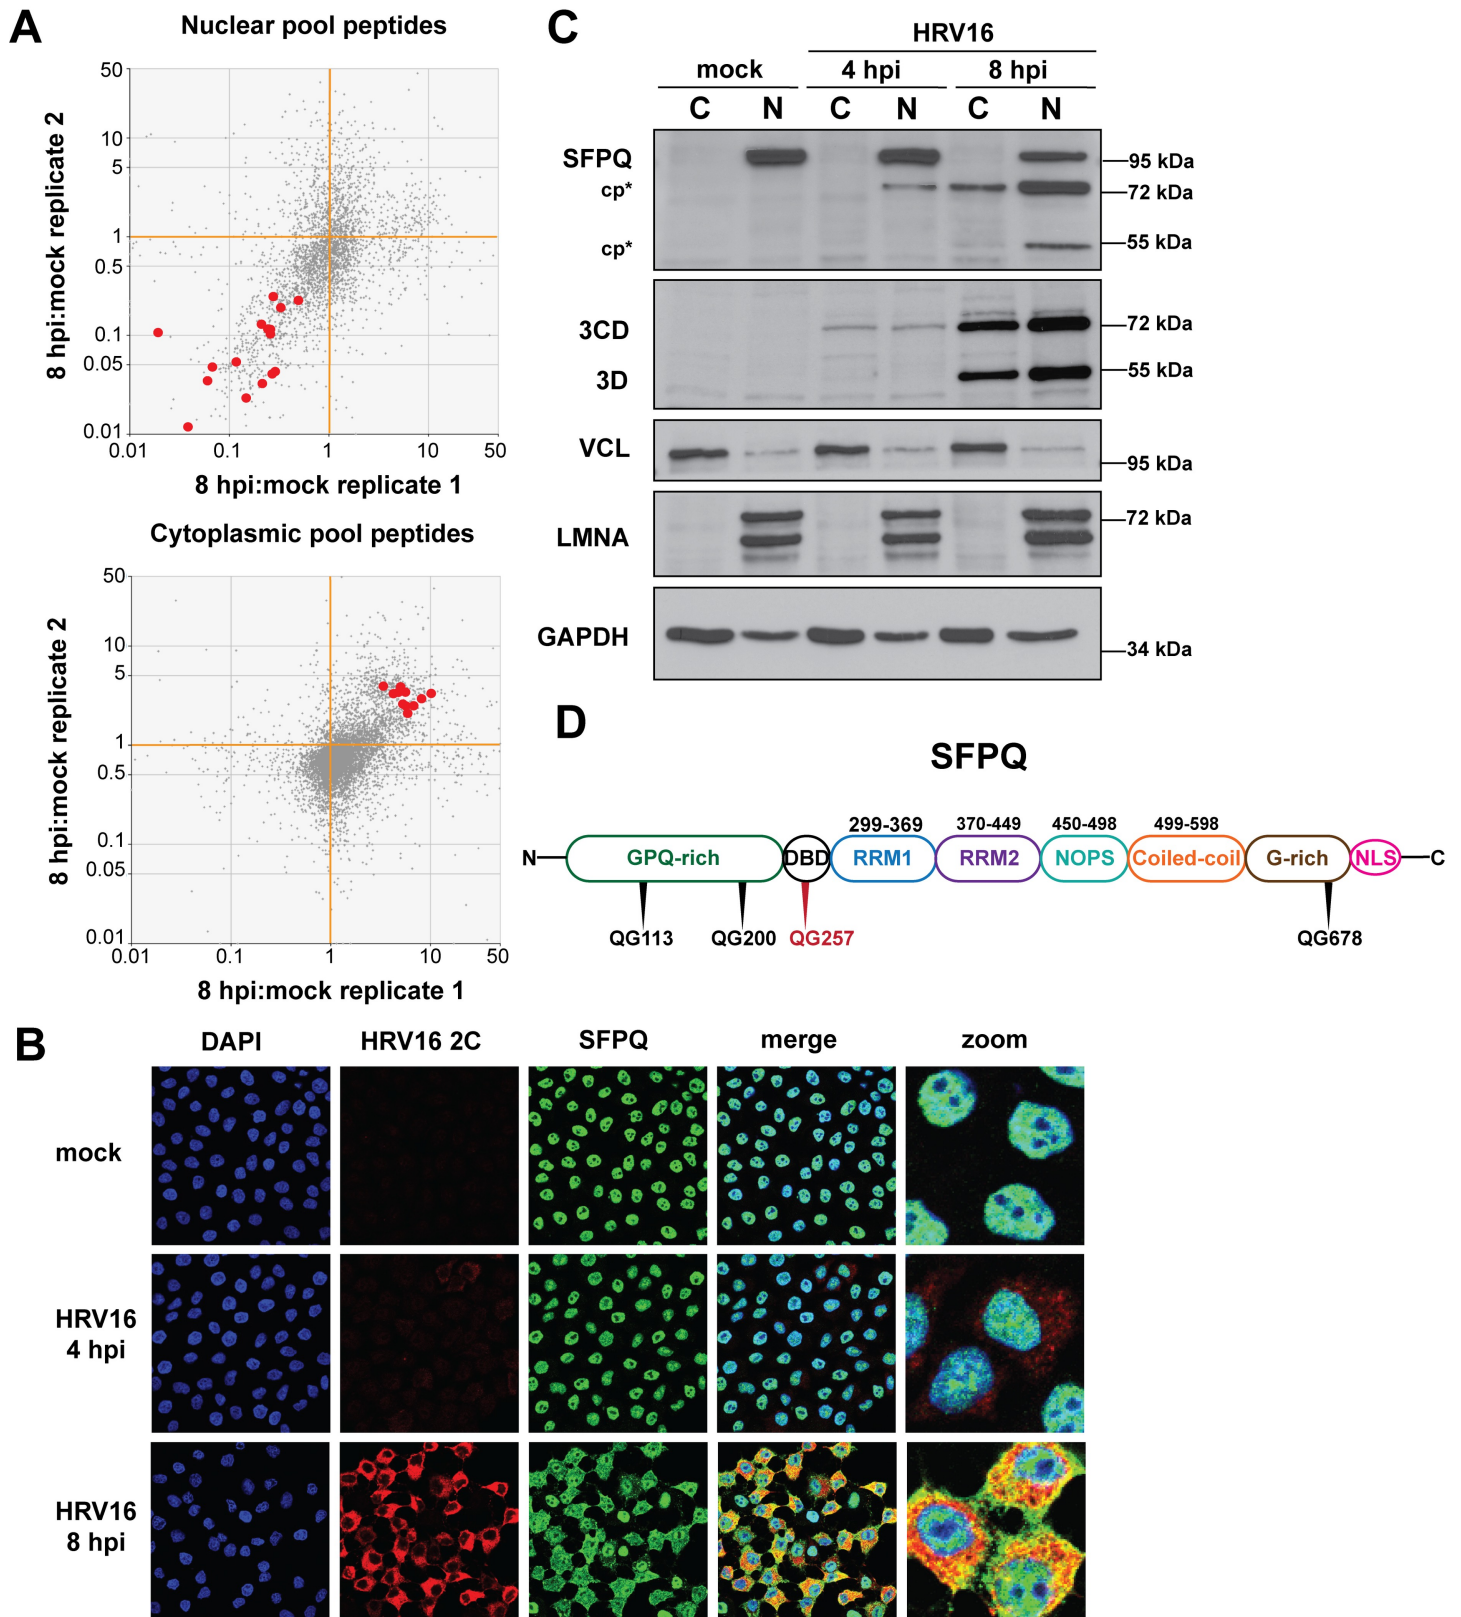 A
Nuclear pool peptides
50
10
5
1
0.5
0.1
0.05
0.01
0.01 0.1 1 10 50
8 hpi:mock replicate 2
8 hpi:mock replicate 1
Cytoplasmic pool peptides
50
10
5
1
0.5
0.1
0.05
0.01
0.01 0.1 1 10 50
8 hpi:mock replicate 2
8 hpi:mock replicate 1
C
HRV16
mock 4 hpi 8 hpi
C N C N C N
SFPQ
cp*
cp*
95 kDa
72 kDa
55 kDa
3CD
3D
72 kDa
55 kDa
VCL
95 kDa
LMNA
72 kDa
GAPDH
34 kDa
D
SFPQ
299-369 370-449 450-498 499-598
N GPQ-rich DBD RRM1 RRM2 NOPS Coiled-coil G-rich NLS C
QG113 QG200 QG257 QG678
B
DAPI HRV16 2C SFPQ merge zoom
mock
HRV16
4 hpi
HRV16
8 hpi